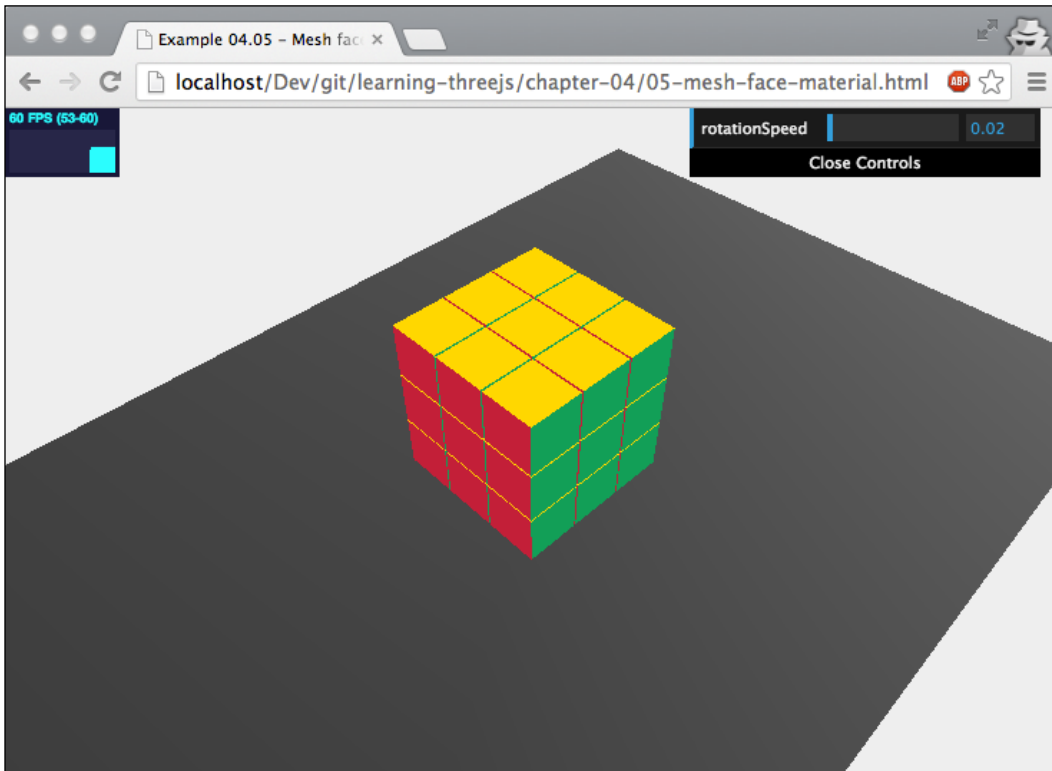 Example 04.05 – Mesh fac
localhost/Dev/git/learning-threejs/chapter-04/05-mesh-face-material.html
ABP
60 FPS (53-60)
rotationSpeed 0.02
Close Controls